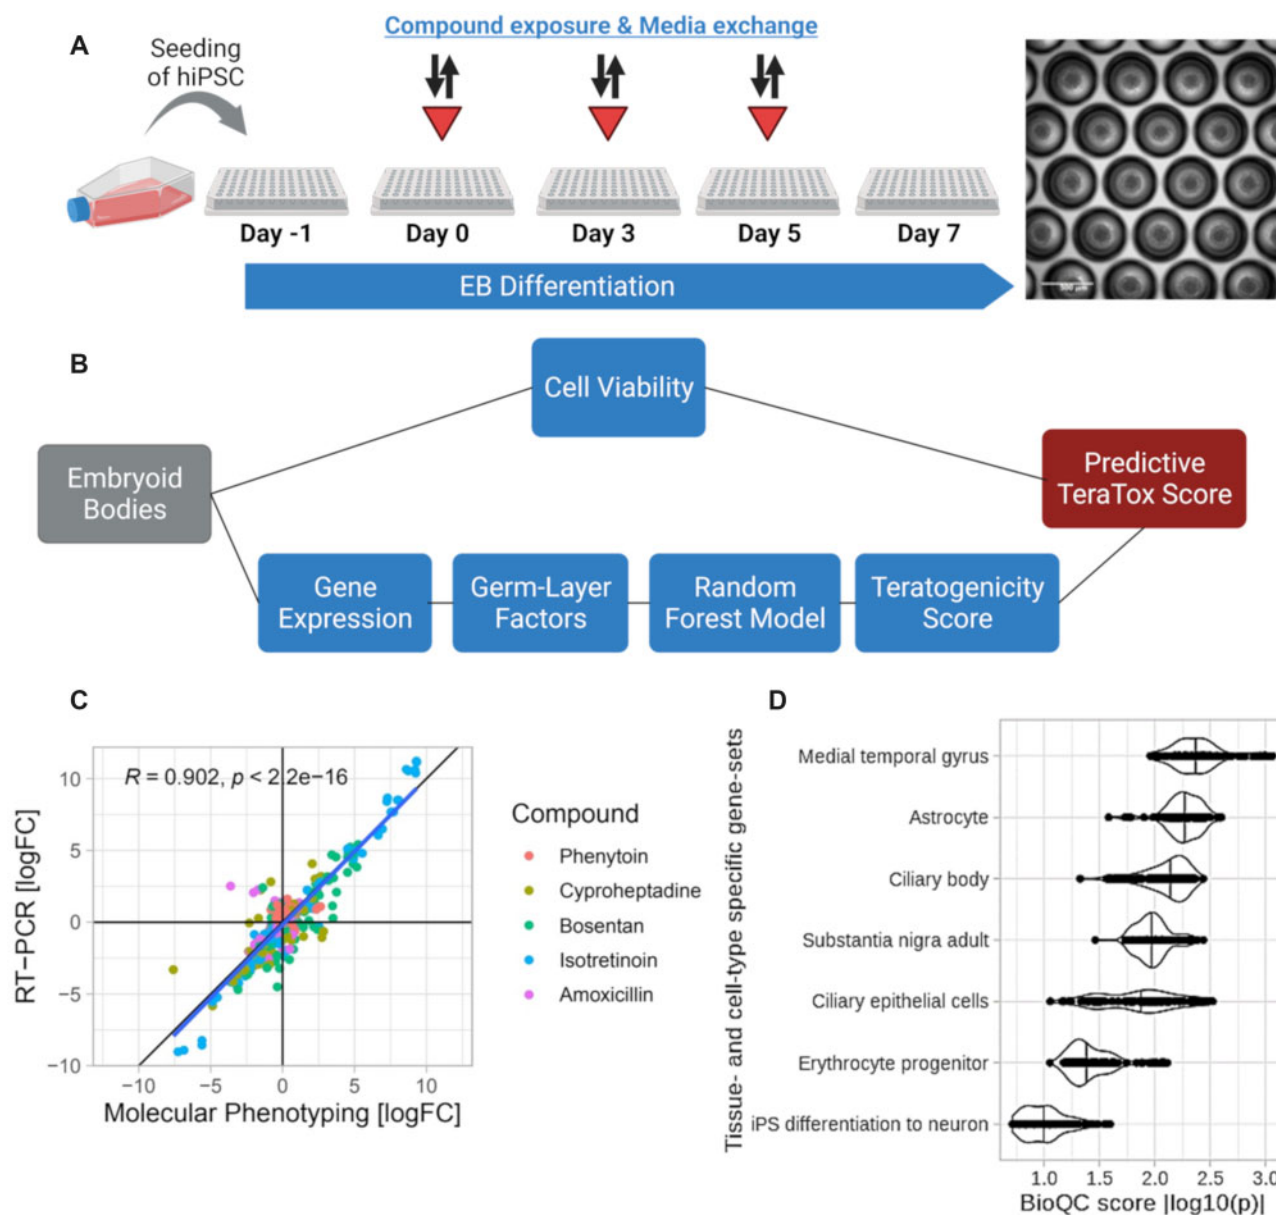 A
Compound exposure & Media exchange
Seeding
of hiPSC
Day -1
Day 0
Day 3
Day 5
Day 7
EB Differentiation
B
Cell Viability
Embryoid
Bodies
Predictive
TeraTox Score
Gene
Expression
Germ-Layer
Factors
Random
Forest Model
Teratogenicity
Score
C
R = 0.902, p < 2.2e−16
RT−PCR [logFC]
10
5
0
−5
−10
−10
−5
0
5
10
Molecular Phenotyping [logFC]
Compound
Phenytoin
Cyproheptadine
Bosentan
Isotretinoin
Amoxicillin
D
Tissue- and cell-type specific gene-sets
Medial temporal gyrus
Astrocyte
Ciliary body
Substantia nigra adult
Ciliary epithelial cells
Erythrocyte progenitor
iPS differentiation to neuron
1.0
1.5
2.0
2.5
3.0
BioQC score |log10(p)|